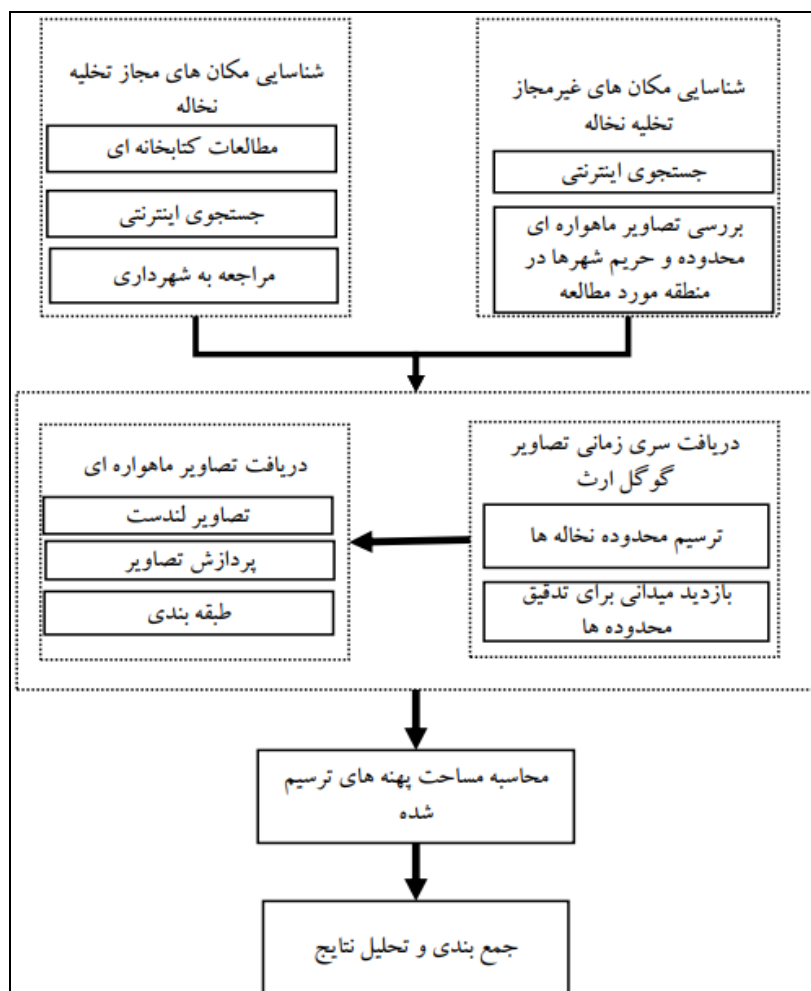 شناسایی مکان های مجاز تخلیه
نخاله
مطالعات کتابخانه ای
جستجوی اینترنتی
مراجعه به شهرداری
شناسایی مکان های غیرمجاز
تخلیه نخاله
جستجوی اینترنتی
بررسی تصاویر ماهواره ای
محدوده و حریم شهرها در
منطقه مورد مطالعه
دریافت سری زمانی تصاویر
گوگل ارث
ترسیم محدوده نخاله ها
بازدید میدانی برای تدقیق
محدوده ها
دریافت تصاویر ماهواره ای
تصاویر لندست
پردازش تصاویر
طبقه بندی
محاسبه مساحت پهنه های ترسیم
شده
جمع بندی و تحلیل نتایج